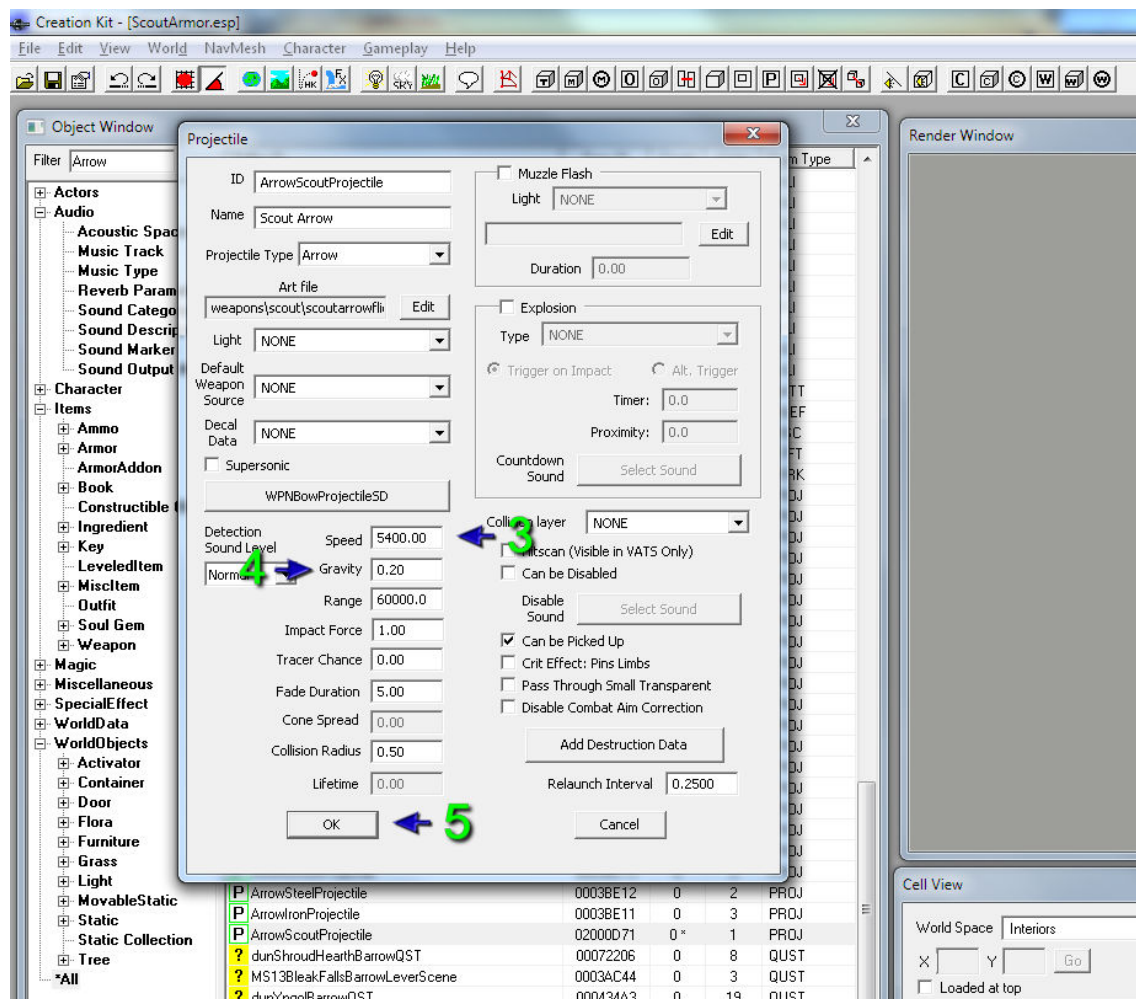 Creation Kit - [ScoutArmor.esp]
File Edit View World NavMesh Character Gameplay Help
Object Window
Filter Arrow
Actors
Audio
Acoustic Spac
Music Track
Music Type
Reverb Param
Sound Catego
Sound Descrip
Sound Marker
Sound Output
Character
Items
Ammo
Armor
ArmorAddon
Book
Constructible
Ingredient
Key
LeveledItem
MiscItem
Outfit
Soul Gem
Weapon
Magic
Miscellaneous
SpecialEffect
WorldData
WorldObjects
Activator
Container
Door
Flora
Furniture
Grass
Light
MovableStatic
Static
Static Collection
Tree
*All
Projectile
ID ArrowScoutProjectile
Name Scout Arrow
Projectile Type Arrow
Art file
weapons\scout\scoutarrowfli Edit
Light NONE
Default Weapon Source NONE
Decal Data NONE
Supersonic
WPNBowProjectileSD
Detection Sound Level
Normal
Speed 5400.00
3
4
Gravity 0.20
Range 60000.0
Impact Force 1.00
Tracer Chance 0.00
Fade Duration 5.00
Cone Spread 0.00
Collision Radius 0.50
Lifetime 0.00
OK
5
Muzzle Flash
Light NONE
Edit
Duration 0.00
Explosion
Type NONE
Trigger on Impact Alt. Trigger
Timer: 0.0
Proximity: 0.0
Countdown Sound Select Sound
Collision layer NONE
Hitscan (Visible in VATS Only)
Can be Disabled
Disable Sound Select Sound
Can be Picked Up
Crit Effect: Pins Limbs
Pass Through Small Transparent
Disable Combat Aim Correction
Add Destruction Data
Relaunch Interval 0.2500
Cancel
m Type
ArrowSteelProjectile 0003BE12 0 2 PROJ
ArrowIronProjectile 0003BE11 0 3 PROJ
ArrowScoutProjectile 02000D71 0 * 1 PROJ
dunShroudHearthBarrowQST 00072206 0 8 QUST
MS13BleakFallsBarrowLeverScene 0003AC44 0 3 QUST
dunYngolBarrowQST 000434A3 0 19 QUST
Render Window
Cell View
World Space Interiors
X Y Go
Loaded at top